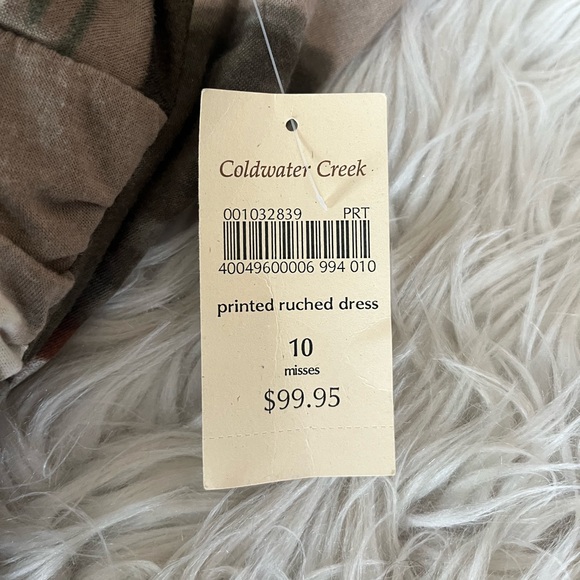 Coldwater Creek
001032839 PRT
40049600006 994 010
printed ruched dress
10
misses
$99.95